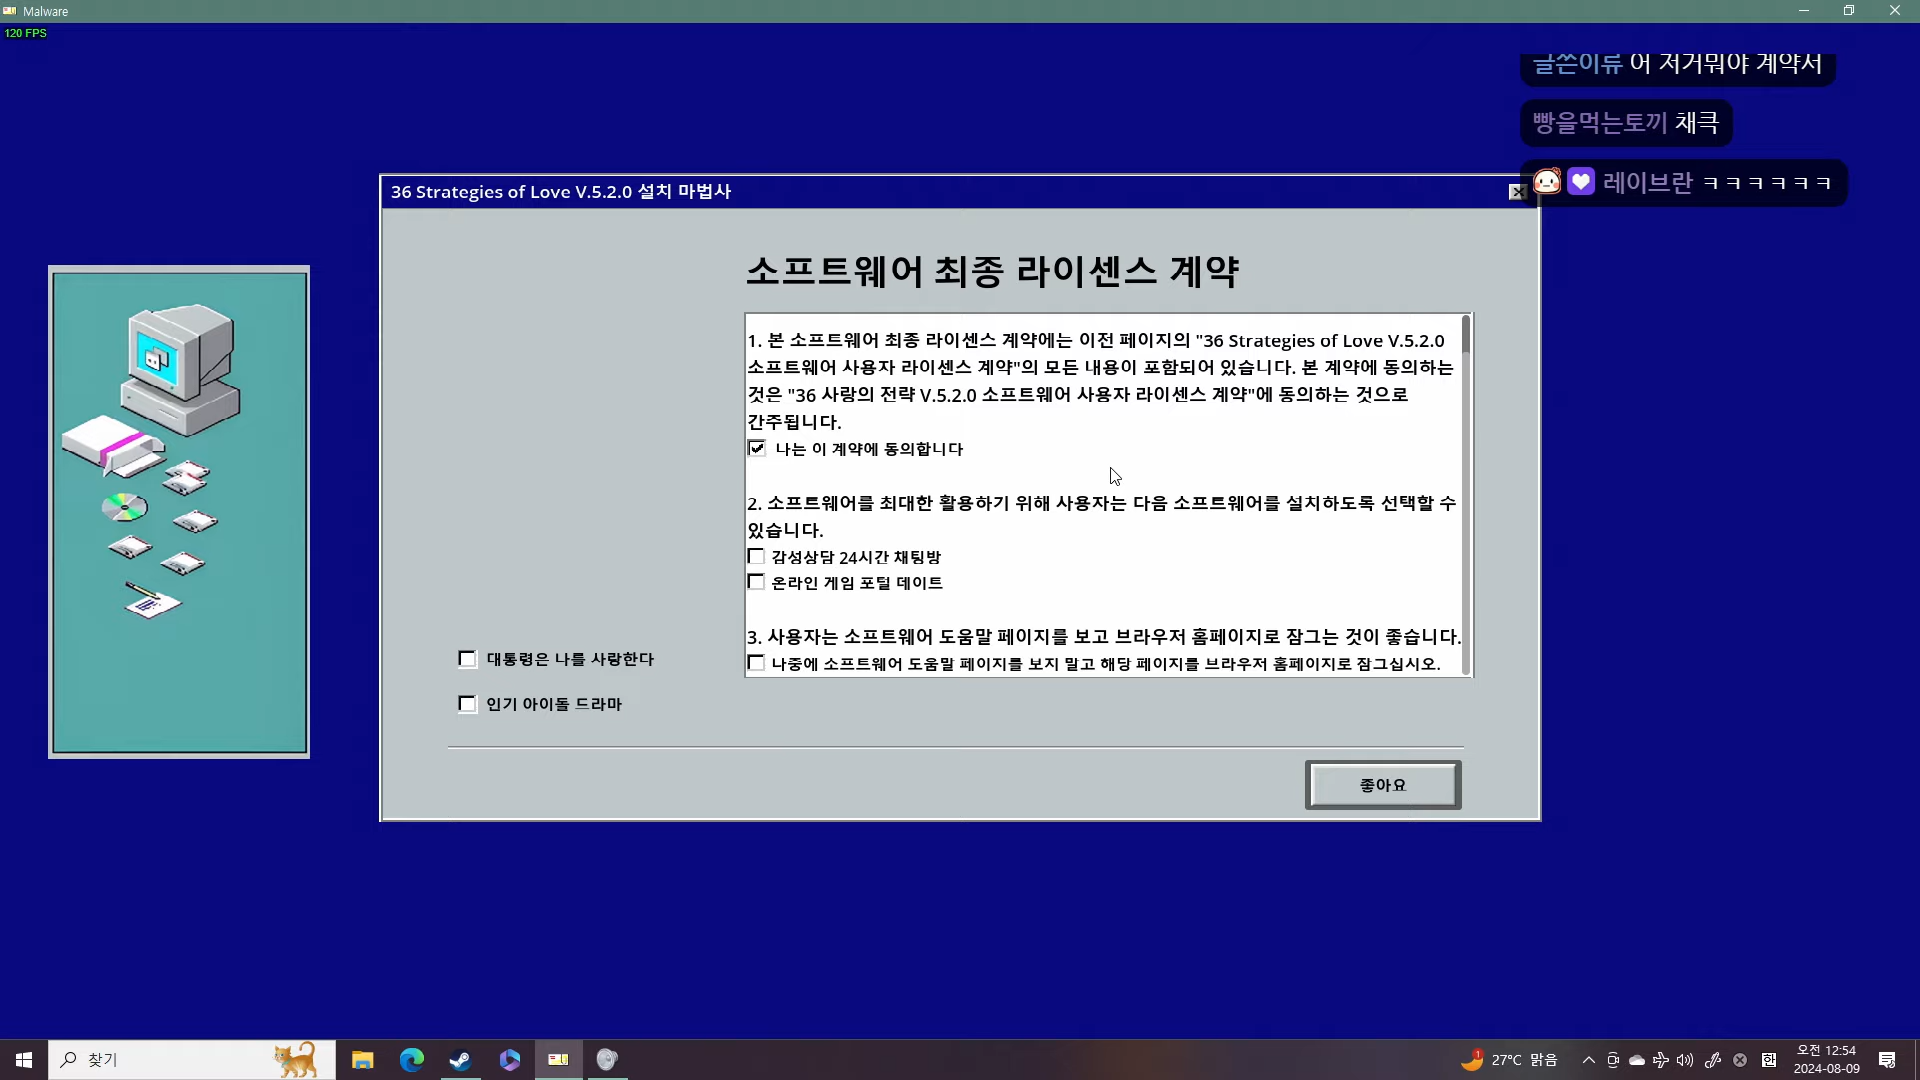 Malware
120 FPS
글쓴이류 어 저거뭐야 계약서
빵을먹는토끼 채큭
레이브란 ㅋㅋㅋㅋㅋㅋ
36 Strategies of Love V.5.2.0 설치 마법사
소프트웨어 최종 라이센스 계약
1. 본 소프트웨어 최종 라이센스 계약에는 이전 페이지의 "36 Strategies of Love V.5.2.0
소프트웨어 사용자 라이센스 계약"의 모든 내용이 포함되어 있습니다. 본 계약에 동의하는
것은 "36 사랑의 전략 V.5.2.0 소프트웨어 사용자 라이센스 계약"에 동의하는 것으로
간주됩니다.
나는 이 계약에 동의합니다
2. 소프트웨어를 최대한 활용하기 위해 사용자는 다음 소프트웨어를 설치하도록 선택할 수
있습니다.
감성상담 24시간 채팅방
온라인 게임 포털 데이트
3. 사용자는 소프트웨어 도움말 페이지를 보고 브라우저 홈페이지로 잠그는 것이 좋습니다.
나중에 소프트웨어 도움말 페이지를 보지 말고 해당 페이지를 브라우저 홈페이지로 잠그십시오.
대통령은 나를 사랑한다
인기 아이돌 드라마
좋아요
찾기
1
27°C 맑음
한
오전 12:54
2024-08-09